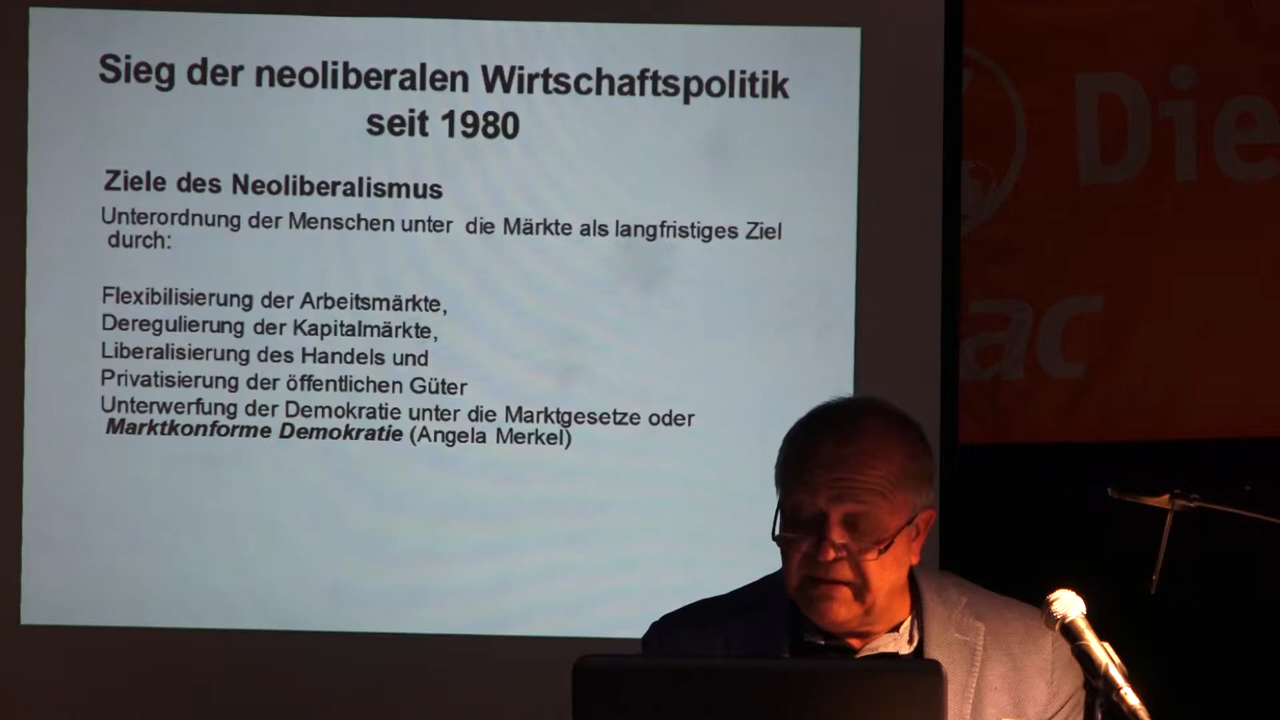 Sieg der neoliberalen Wirtschaftspolitik
seit 1980
Ziele des Neoliberalismus
Unterordnung der Menschen unter die Märkte als langfristiges Ziel
durch:
Flexibilisierung der Arbeitsmärkte,
Deregulierung der Kapitalmärkte,
Liberalisierung des Handels und
Privatisierung der öffentlichen Güter
Unterwerfung der Demokratie unter die Marktgesetze oder
Marktkonforme Demokratie (Angela Merkel)
Die
ac